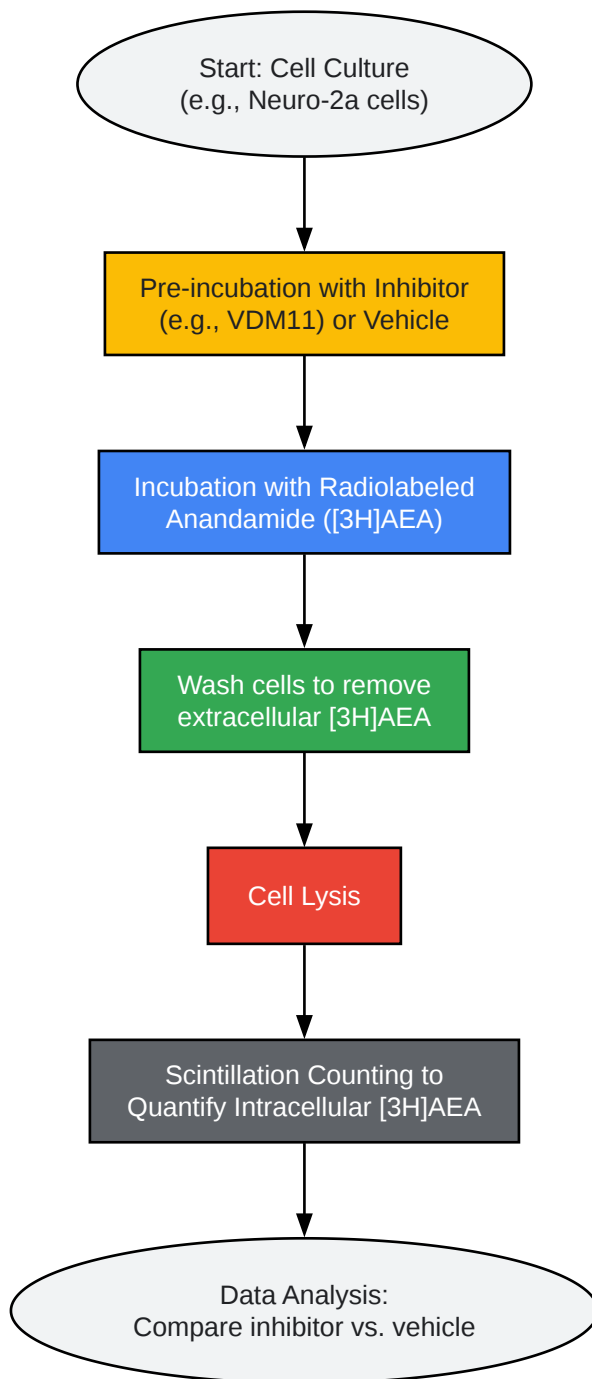 Start: Cell Culture
(e.g., Neuro-2a cells)
Pre-incubation with Inhibitor
(e.g., VDM11) or Vehicle
Incubation with Radiolabeled
Anandamide ([3H]AEA)
Wash cells to remove
extracellular [3H]AEA
Cell Lysis
Scintillation Counting to
Quantify Intracellular [3H]AEA
Data Analysis:
Compare inhibitor vs. vehicle